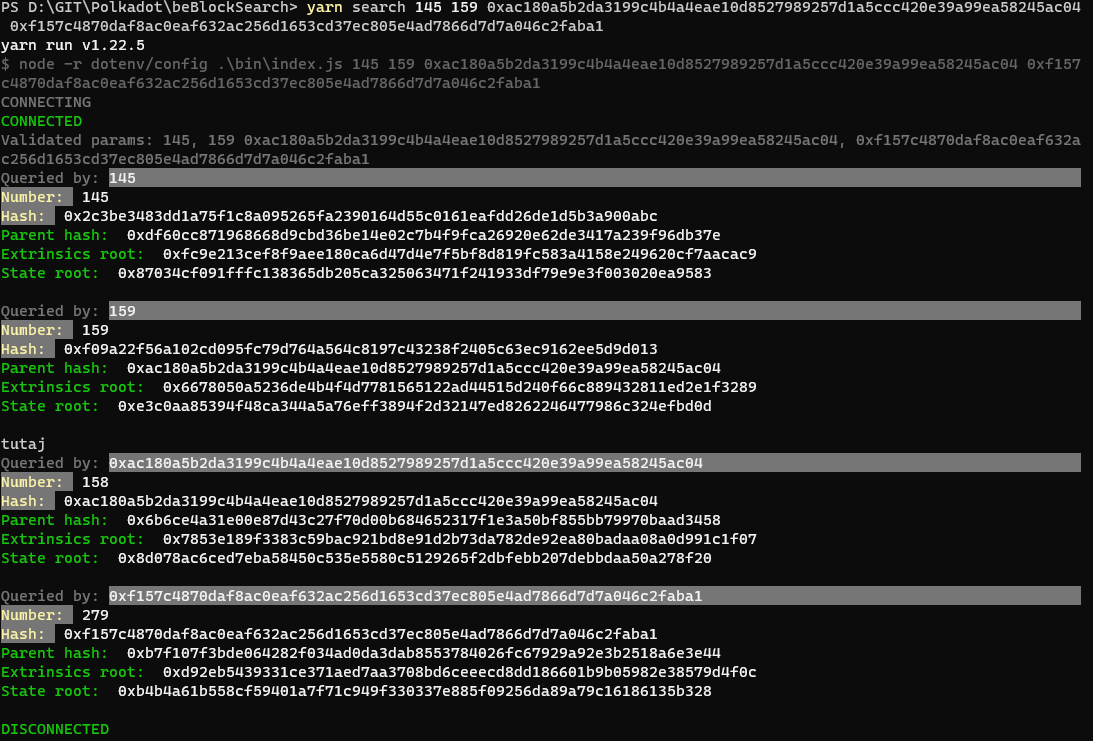 PS D:\GIT\Polkadot\beBlockSearch> yarn search 145 159 0xac180a5b2da3199c4b4a4eae10d8527989257d1a5ccc420e39a99ea58245ac04
0xf157c4870daf8ac0eaf632ac256d1653cd37ec805e4ad7866d7d7a046c2faba1
yarn run v1.22.5
$ node -r dotenv/config .\bin\index.js 145 159 0xac180a5b2da3199c4b4a4eae10d8527989257d1a5ccc420e39a99ea58245ac04 0xf157
c4870daf8ac0eaf632ac256d1653cd37ec805e4ad7866d7d7a046c2faba1
CONNECTING
CONNECTED
Validated params: 145, 159 0xac180a5b2da3199c4b4a4eae10d8527989257d1a5ccc420e39a99ea58245ac04, 0xf157c4870daf8ac0eaf632a
c256d1653cd37ec805e4ad7866d7d7a046c2faba1
Queried by: 145
Number: 145
Hash: 0x2c3be3483dd1a75f1c8a095265fa2390164d55c0161eafdd26de1d5b3a900abc
Parent hash: 0xdf60cc871968668d9cbd36be14e02c7b4f9fca26920e62de3417a239f96db37e
Extrinsics root: 0xfc9e213cef8f9aee180ca6d47d4e7f5bf8d819fc583a4158e249620cf7aacac9
State root: 0x87034cf091fffc138365db205ca325063471f241933df79e9e3f003020ea9583
Queried by: 159
Number: 159
Hash: 0xf09a22f56a102cd095fc79d764a564c8197c43238f2405c63ec9162ee5d9d013
Parent hash: 0xac180a5b2da3199c4b4a4eae10d8527989257d1a5ccc420e39a99ea58245ac04
Extrinsics root: 0x6678050a5236de4b4f4d7781565122ad44515d240f66c889432811ed2e1f3289
State root: 0xe3c0aa85394f48ca344a5a76eff3894f2d32147ed8262246477986c324efbd0d
tutaj
Queried by: 0xac180a5b2da3199c4b4a4eae10d8527989257d1a5ccc420e39a99ea58245ac04
Number: 158
Hash: 0xac180a5b2da3199c4b4a4eae10d8527989257d1a5ccc420e39a99ea58245ac04
Parent hash: 0x6b6ce4a31e00e87d43c27f70d00b684652317f1e3a50bf855bb79970baad3458
Extrinsics root: 0x7853e189f3383c59bac921bd8e91d2b73da782de92ea80badaa08a0d991c1f07
State root: 0x8d078ac6ced7eba58450c535e5580c5129265f2dbfebb207debbdaa50a278f20
Queried by: 0xf157c4870daf8ac0eaf632ac256d1653cd37ec805e4ad7866d7d7a046c2faba1
Number: 279
Hash: 0xf157c4870daf8ac0eaf632ac256d1653cd37ec805e4ad7866d7d7a046c2faba1
Parent hash: 0xb7f107f3bde064282f034ad0da3dab8553784026fc67929a92e3b2518a6e3e44
Extrinsics root: 0xd92eb5439331ce371aed7aa3708bd6ceeecd8dd186601b9b05982e38579d4f0c
State root: 0xb4b4a61b558cf59401a7f71c949f330337e885f09256da89a79c16186135b328
DISCONNECTED